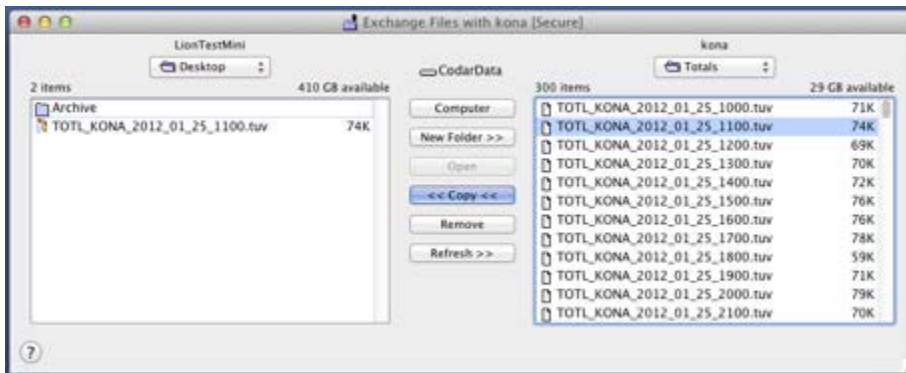 Exchange Files with kona [Secure]
LionTestMini
Desktop
2 items 410 GB available
Archive
TOTL_KONA_2012_01_25_1100.tuv 74K
CodarData
Computer
New Folder >>
Open
<< Copy <<
Remove
Refresh >>
kona
Totals
300 items 29 GB available
TOTL_KONA_2012_01_25_1000.tuv 71K
TOTL_KONA_2012_01_25_1100.tuv 74K
TOTL_KONA_2012_01_25_1200.tuv 69K
TOTL_KONA_2012_01_25_1300.tuv 70K
TOTL_KONA_2012_01_25_1400.tuv 72K
TOTL_KONA_2012_01_25_1500.tuv 76K
TOTL_KONA_2012_01_25_1600.tuv 76K
TOTL_KONA_2012_01_25_1700.tuv 78K
TOTL_KONA_2012_01_25_1800.tuv 59K
TOTL_KONA_2012_01_25_1900.tuv 71K
TOTL_KONA_2012_01_25_2000.tuv 79K
TOTL_KONA_2012_01_25_2100.tuv 70K
?